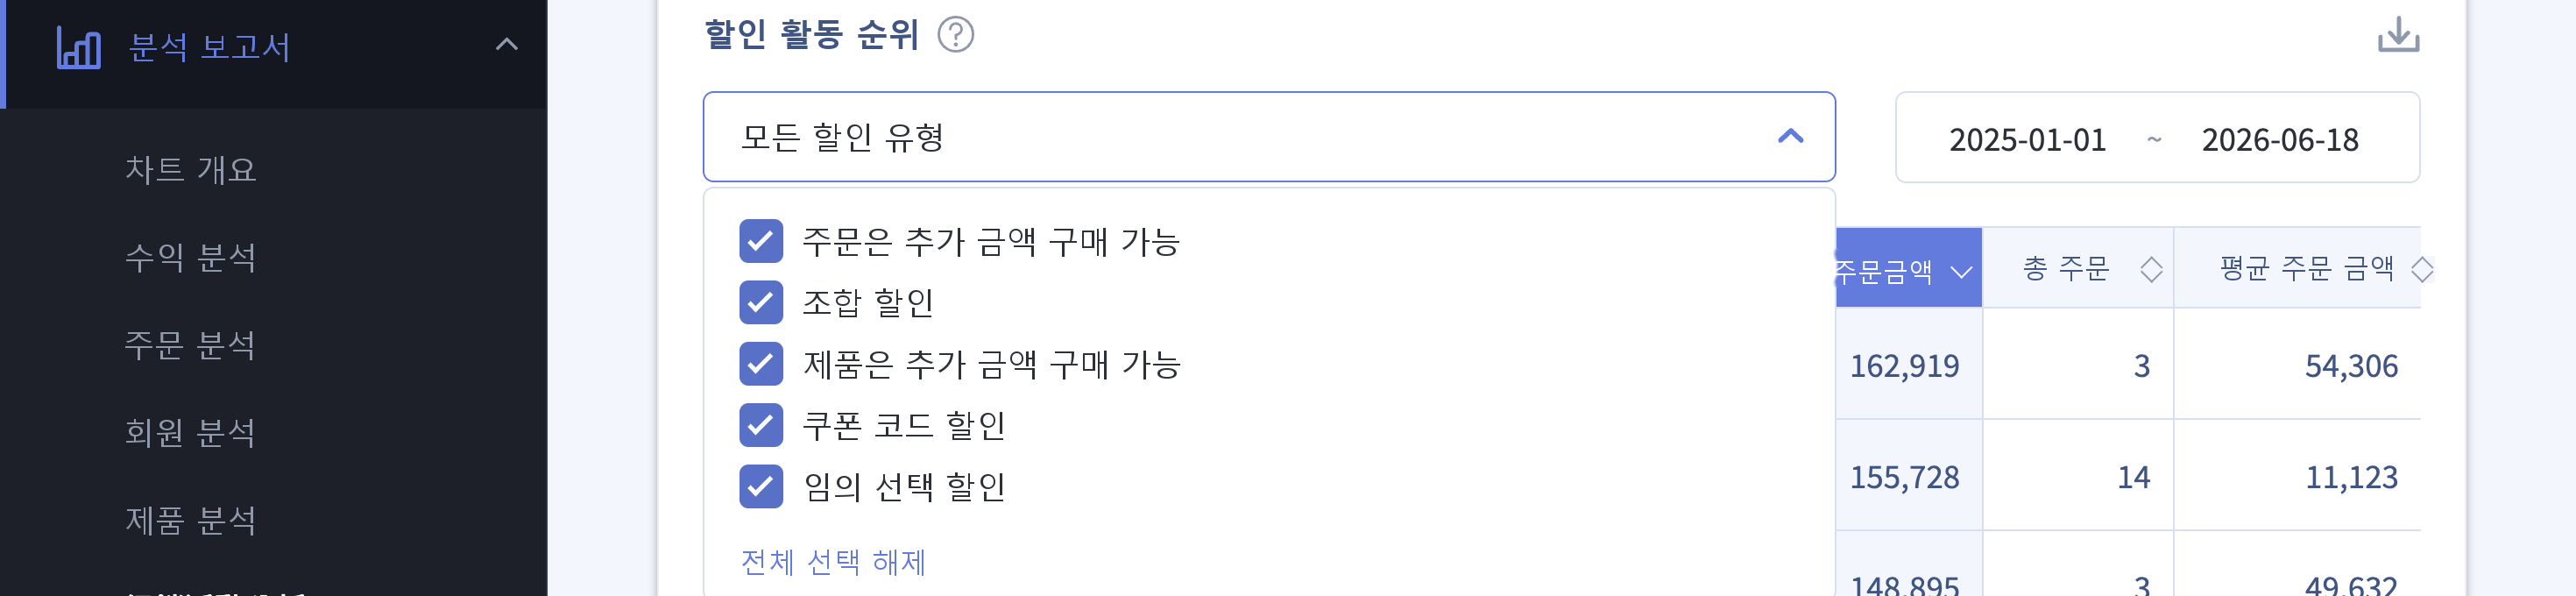 분석 보고서
차트 개요
수익 분석
주문 분석
회원 분석
제품 분석
할인 활동 순위
모든 할인 유형
2025-01-01 ~ 2026-06-18
주문은 추가 금액 구매 가능
조합 할인
제품은 추가 금액 구매 가능
쿠폰 코드 할인
임의 선택 할인
전체 선택 해제
주문금액 총 주문 평균 주문 금액
162,919 3 54,306
155,728 14 11,123
148,895 3 49,632